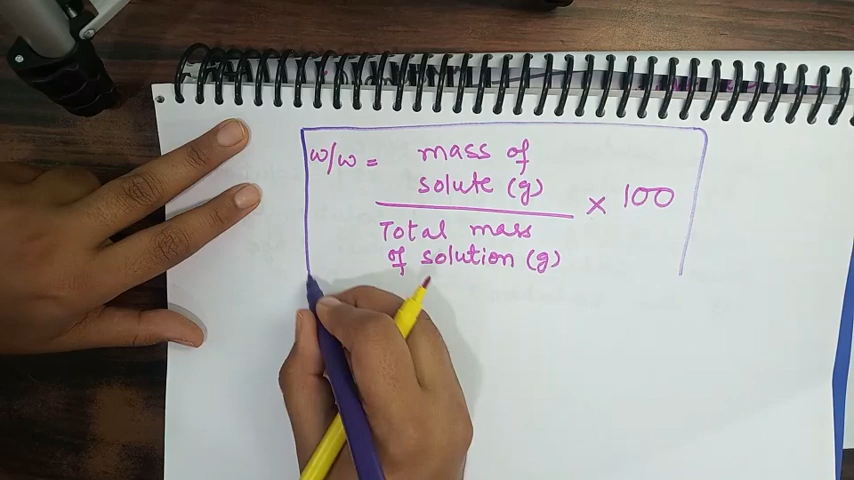 w/w = mass of
solute (g)
× 100
Total mass
of solution (g)